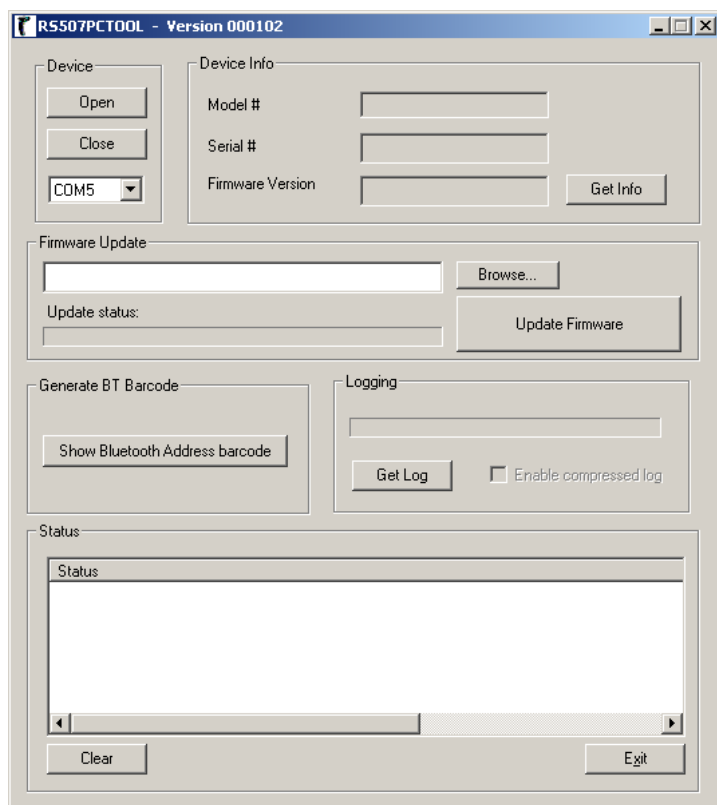 RS507PCTOOL - Version 000102
Device
Open
Close
COM5
Device Info
Model #
Serial #
Firmware Version
Get Info
Firmware Update
Browse...
Update status:
Update Firmware
Generate BT Barcode
Show Bluetooth Address barcode
Logging
Get Log
Enable compressed log
Status
Status
Clear
Exit